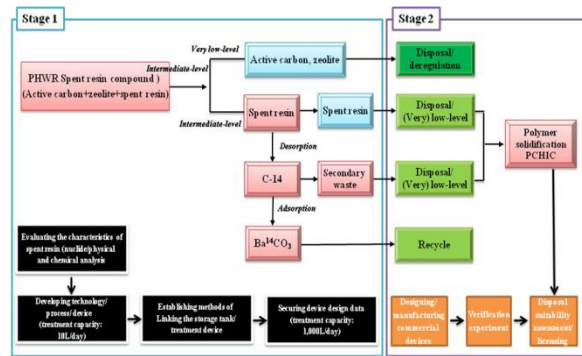 Stage 1
Stage 2
Very low-level
Intermediate-level
PHWR Spent resin compound )
(Active carbon+zeolite+spent resin)
Active carbon, zeolite
Disposal/
deregulation
Intermediate-level
Spent resin
Spent resin
Disposal/
(Very) low-level
Polymer
solidification
PCHIC
Desorption
C-14
Secondary
waste
Disposal/
(Very) low-level
Adsorption
Ba¹⁴CO₃
Recycle
Evaluating the characteristics of
spent resin (nuclide/physical
and chemical analysis
Developing technology/
process/device
(treatment capacity:
10L/day)
Establishing methods of
Linking the storage tank/
treatment device
Securing device design data
(treatment capacity:
1,000L/day)
Designing/
manufacturing
commercial
devices
Verification
experiment
Disposal
suitability
assessment/
licensing